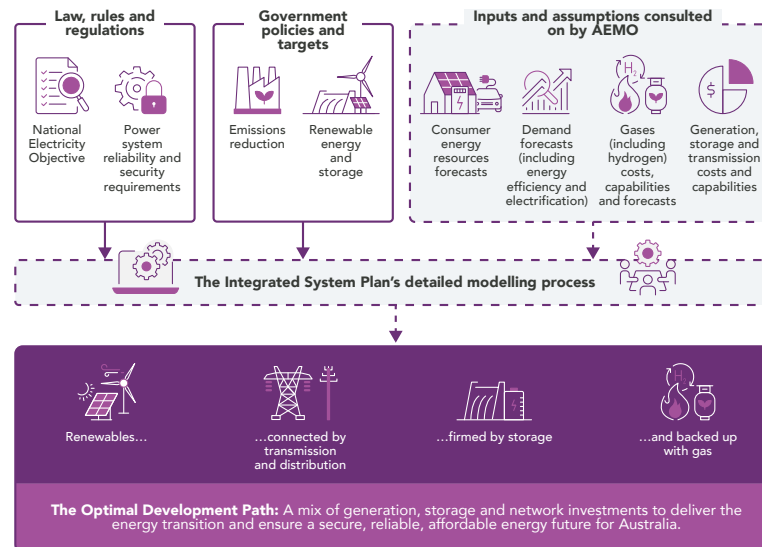 Law, rules and
regulations
National
Electricity
Objective
Power
system
reliability and
security
requirements
Government
policies and
targets
Emissions
reduction
Renewable
energy
and
storage
Inputs and assumptions consulted
on by AEMO
Consumer
energy
resources
forecasts
Demand
forecasts
(including
energy
efficiency and
electrification)
H₂
Gases
(including
hydrogen)
costs,
capabilities
and forecasts
$
Generation,
storage and
transmission
costs and
capabilities
The Integrated System Plan’s detailed modelling process
Renewables…
…connected by
transmission
and distribution
…firmed by storage
H₂
…and backed up
with gas
The Optimal Development Path: A mix of generation, storage and network investments to deliver the
energy transition and ensure a secure, reliable, affordable energy future for Australia.